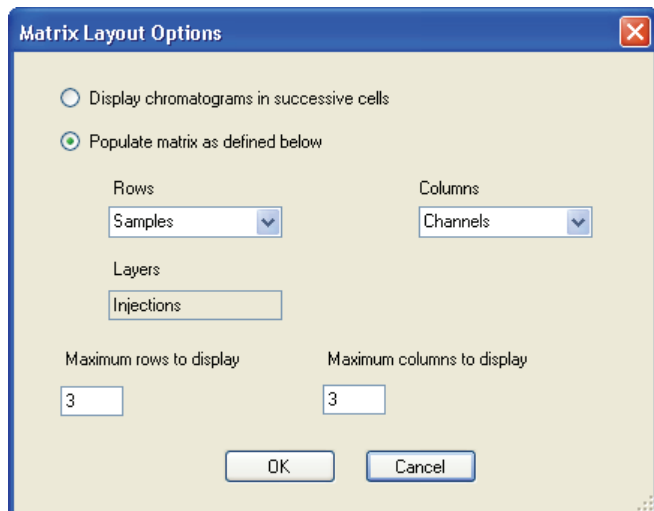 Matrix Layout Options
Display chromatograms in successive cells
Populate matrix as defined below
Rows
Columns
Samples
Channels
Layers
Injections
Maximum rows to display
Maximum columns to display
3
3
OK
Cancel